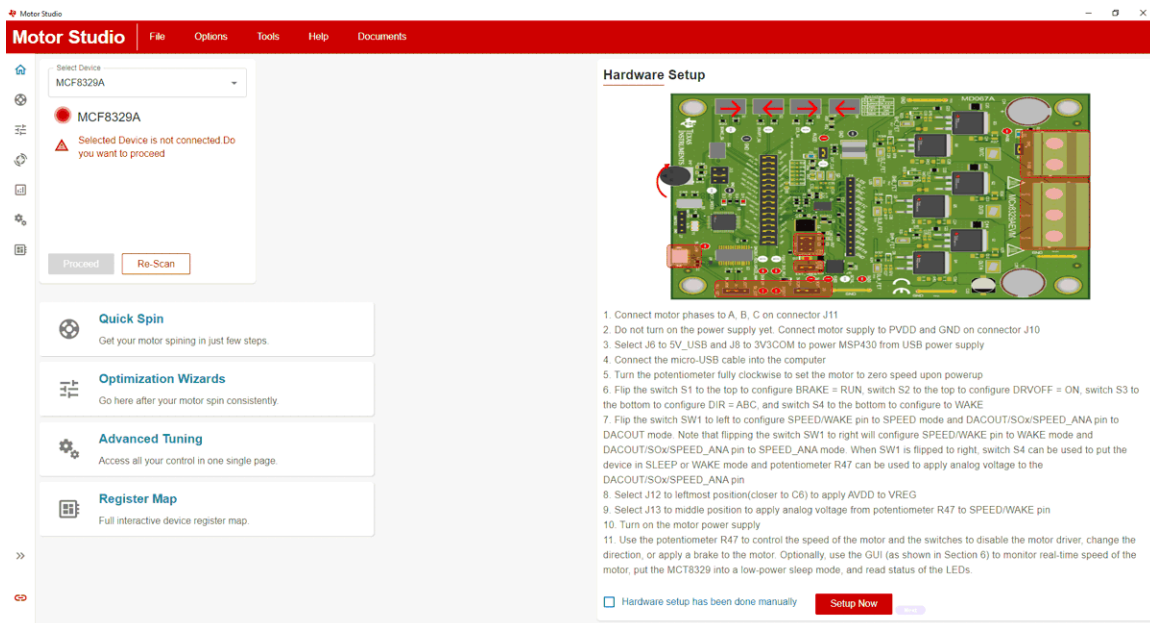 Motor Studio
Motor Studio
File
Options
Tools
Help
Documents
Select Device
MCF8329A
MCF8329A
Selected Device is not connected.Do
you want to proceed
Proceed
Re-Scan
Quick Spin
Get your motor spining in just few steps.
Optimization Wizards
Go here after your motor spin consistently.
Advanced Tuning
Access all your control in one single page.
Register Map
Full interactive device register map.
Hardware Setup
MD067A
TEXAS
INSTRUMENTS
1. Connect motor phases to A, B, C on connector J11
2. Do not turn on the power supply yet. Connect motor supply to PVDD and GND on connector J10
3. Select J6 to 5V_USB and J8 to 3V3COM to power MSP430 from USB power supply
4. Connect the micro-USB cable into the computer
5. Turn the potentiometer fully clockwise to set the motor to zero speed upon powerup
6. Flip the switch S1 to the top to configure BRAKE = RUN, switch S2 to the top to configure DRVOFF = ON, switch S3 to
the bottom to configure DIR = ABC, and switch S4 to the bottom to configure to WAKE
7. Flip the switch SW1 to left to configure SPEED/WAKE pin to SPEED mode and DACOUT/SOx/SPEED_ANA pin to
DACOUT mode. Note that flipping the switch SW1 to right will configure SPEED/WAKE pin to WAKE mode and
DACOUT/SOx/SPEED_ANA pin to SPEED_ANA mode. When SW1 is flipped to right, switch S4 can be used to put the
device in SLEEP or WAKE mode and potentiometer R47 can be used to apply analog voltage to the
DACOUT/SOx/SPEED_ANA pin
8. Select J12 to leftmost position(closer to C6) to apply AVDD to VREG
9. Select J13 to middle position to apply analog voltage from potentiometer R47 to SPEED/WAKE pin
10. Turn on the motor power supply
11. Use the potentiometer R47 to control the speed of the motor and the switches to disable the motor driver, change the
direction, or apply a brake to the motor. Optionally, use the GUI (as shown in Section 6) to monitor real-time speed of the
motor, put the MCT8329 into a low-power sleep mode, and read status of the LEDs.
Hardware setup has been done manually
Setup Now